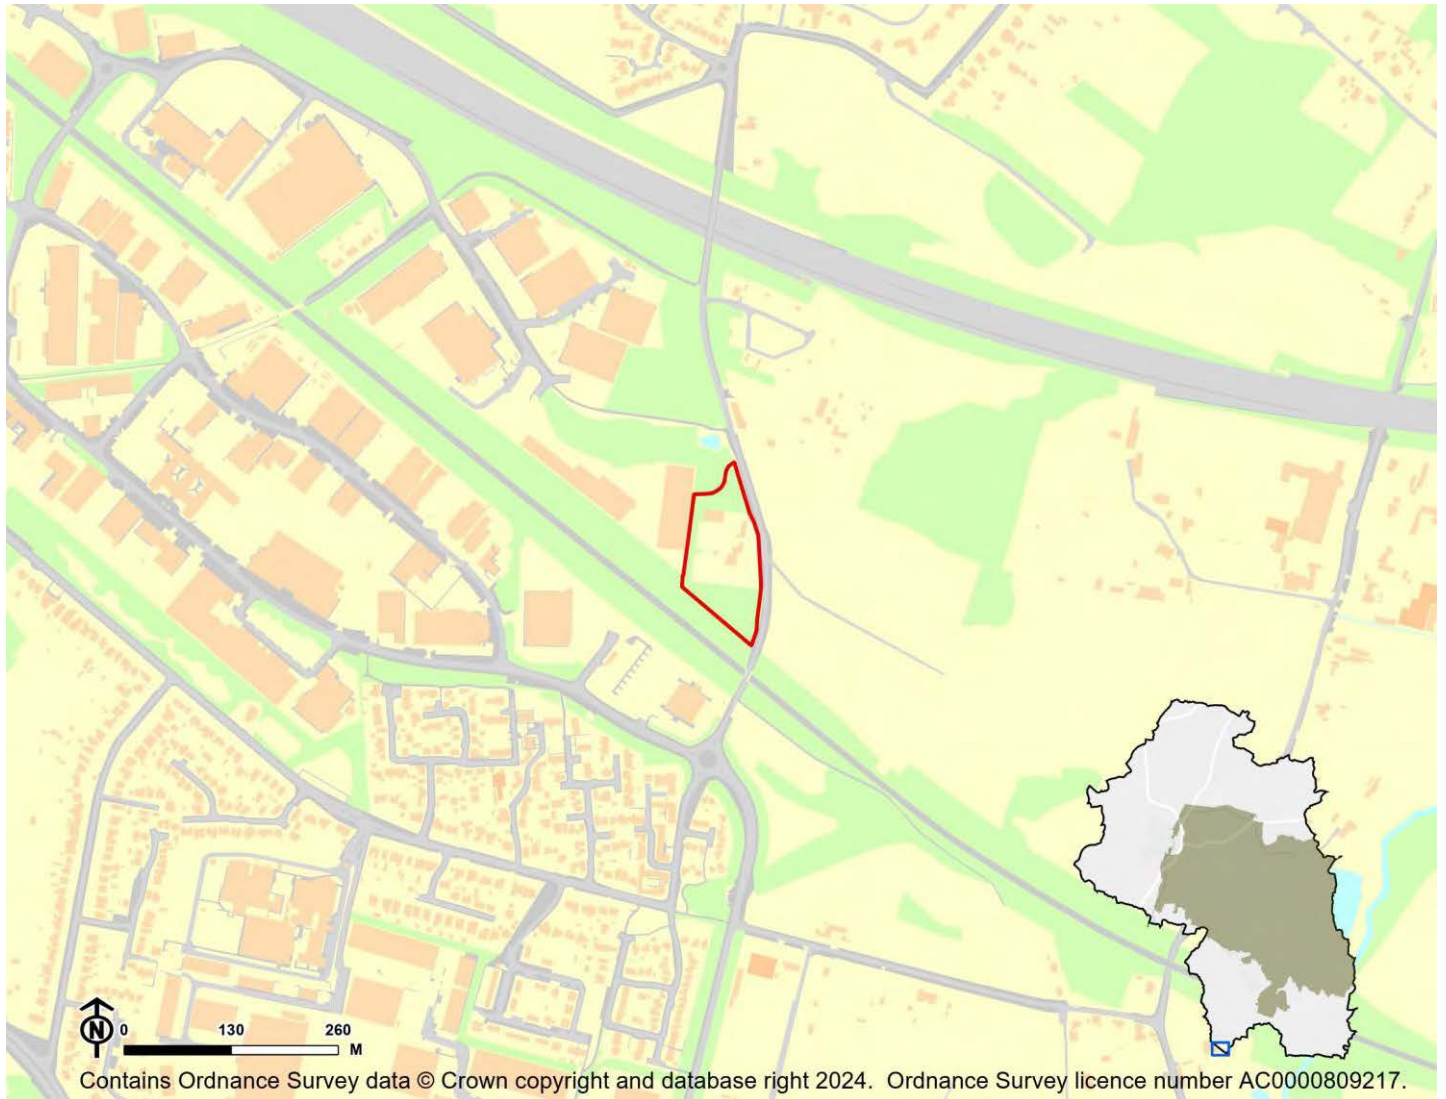 N
0 130 260
M
Contains Ordnance Survey data © Crown copyright and database right 2024. Ordnance Survey licence number AC0000809217.